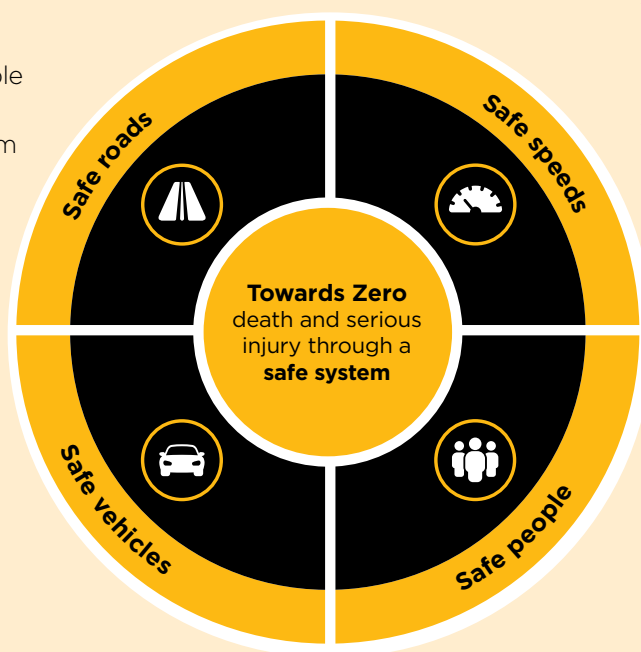 Safe roads
Safe speeds
Towards Zero
death and serious
injury through a
safe system
Safe vehicles
Safe people